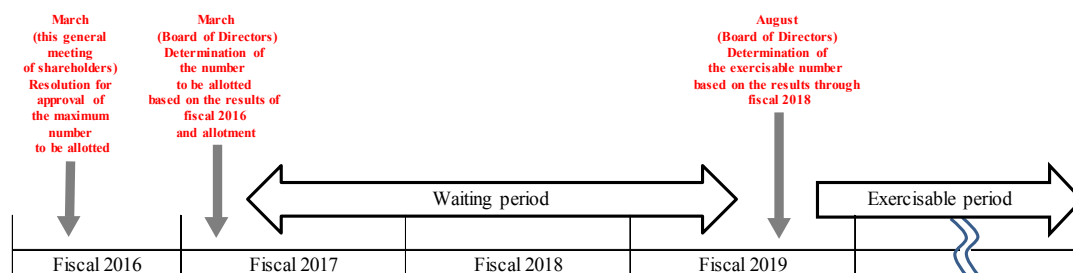 March
(this general
meeting
of shareholders)
Resolution for
approval of
the maximum
number
to be allotted
March
(Board of Directors)
Determination of
the number
to be allotted
based on the results of
fiscal 2016
and allotment
August
(Board of Directors)
Determination of
the exercisable number
based on the results through
fiscal 2018
Waiting period
Exercisable period
Fiscal 2016
Fiscal 2017
Fiscal 2018
Fiscal 2019